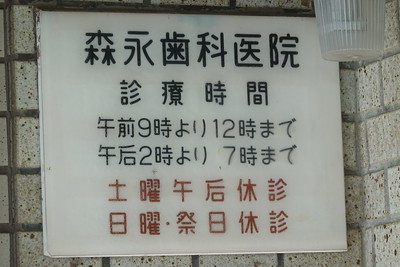 森永歯科医院
診療時間
午前9時より12時まで
午后2時より 7時まで
土曜午后休診
日曜・祭日休診